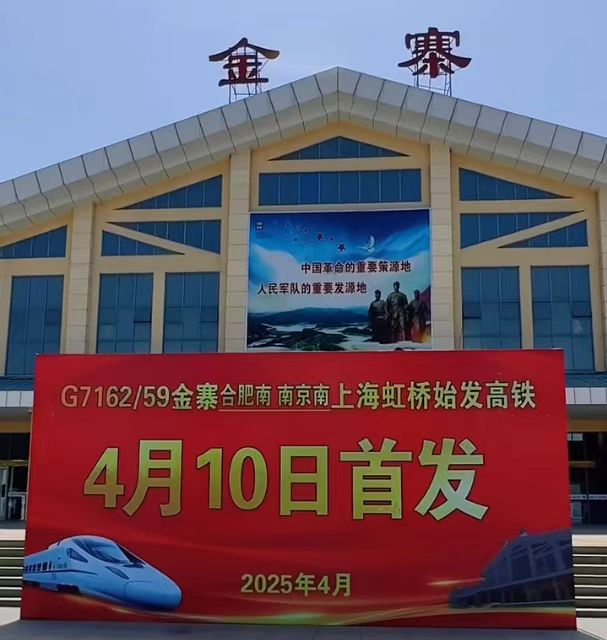 金寨
中国革命的重要策源地
人民军队的重要发源地
G7162/59金寨合肥南 南京南上海虹桥始发高铁
4月10日首发
2025年4月